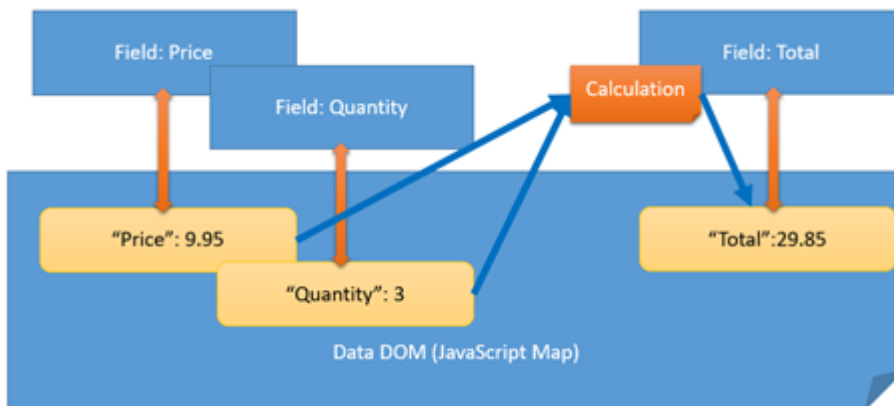 Field: Price
Field: Total
Calculation
Field: Quantity
“Price”: 9.95
“Total”:29.85
“Quantity”: 3
Data DOM (JavaScript Map)